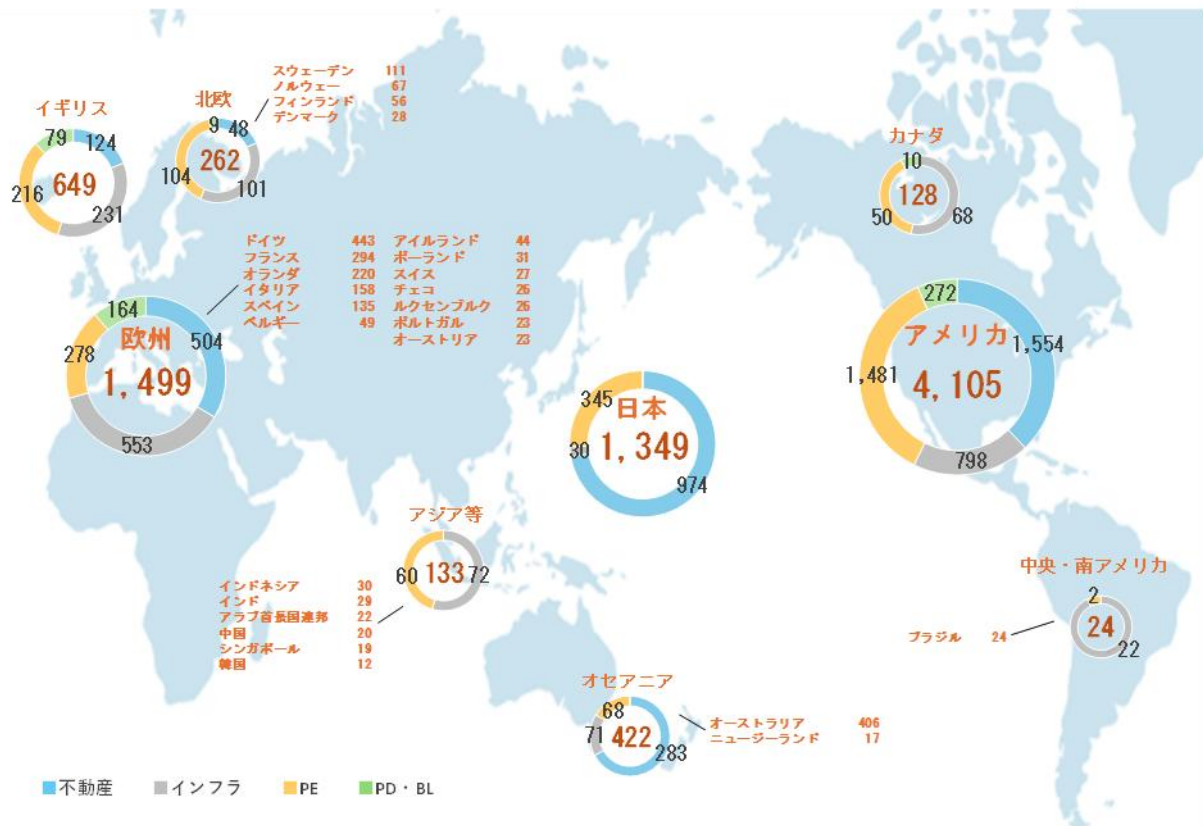 イギリス
79
124
649
216
231
北欧
9
48
262
104
101
スウェーデン 111
ノルウェー 67
フィンランド 56
デンマーク 28
カナダ
10
128
50
68
ドイツ 443 アイルランド 44
フランス 294 ポーランド 31
オランダ 220 スイス 27
イタリア 158 チェコ 26
スペイン 135 ルクセンブルク 26
ベルギー 49 ポルトガル 23
オーストリア 23
164
欧州
504
278
1,499
553
272
アメリカ
1,554
1,481
4,105
798
345
日本
30
1,349
974
アジア等
60
133
72
インドネシア 30
インド 29
アラブ首長国連邦 22
中国 20
シンガポール 19
韓国 12
中央・南アメリカ
2
24
22
ブラジル 24
オセアニア
68
71
422
283
オーストラリア 406
ニュージーランド 17
不動産 インフラ PE PD・BL